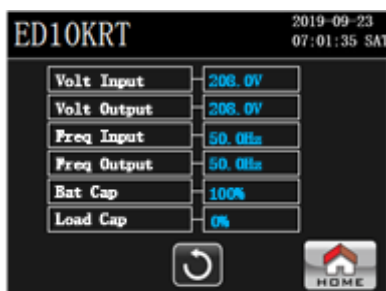 ED10KRT
2019-09-23
07:01:35 SAT
Volt Input 208.0V
Volt Output 208.0V
Freq Input 50.0Hz
Freq Output 50.0Hz
Bat Cap 100%
Load Cap 0%
HOME